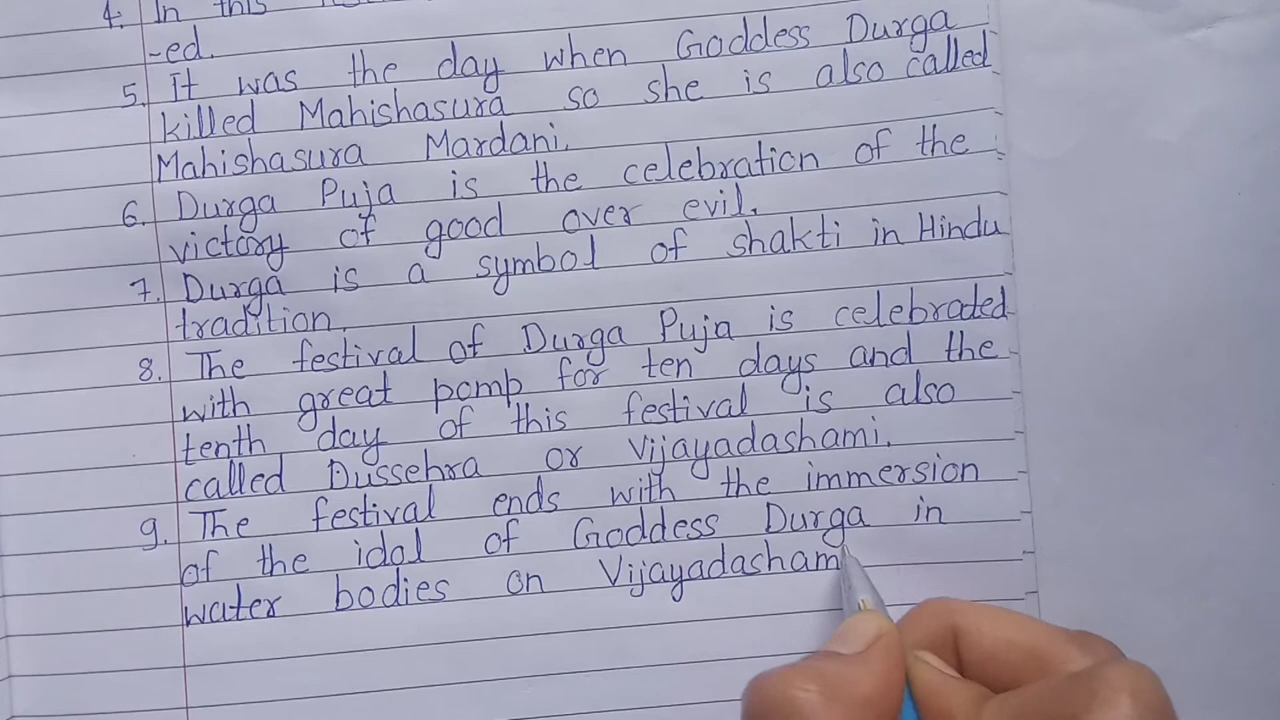 4. In this
-ed.
5. It was the day when Goddess Durga
killed Mahishasura so she is also called
Mahishasura Mardani.
6. Durga Puja is the celebration of the
victory of good over evil.
7. Durga is a symbol of shakti in Hindu
tradition.
8. The festival of Durga Puja is celebrated
with great pomp for ten days and the
tenth day of this festival is also
called Dussehra or Vijayadashami.
9. The festival ends with the immersion
of the idol of Goddess Durga in
water bodies on Vijayadasham